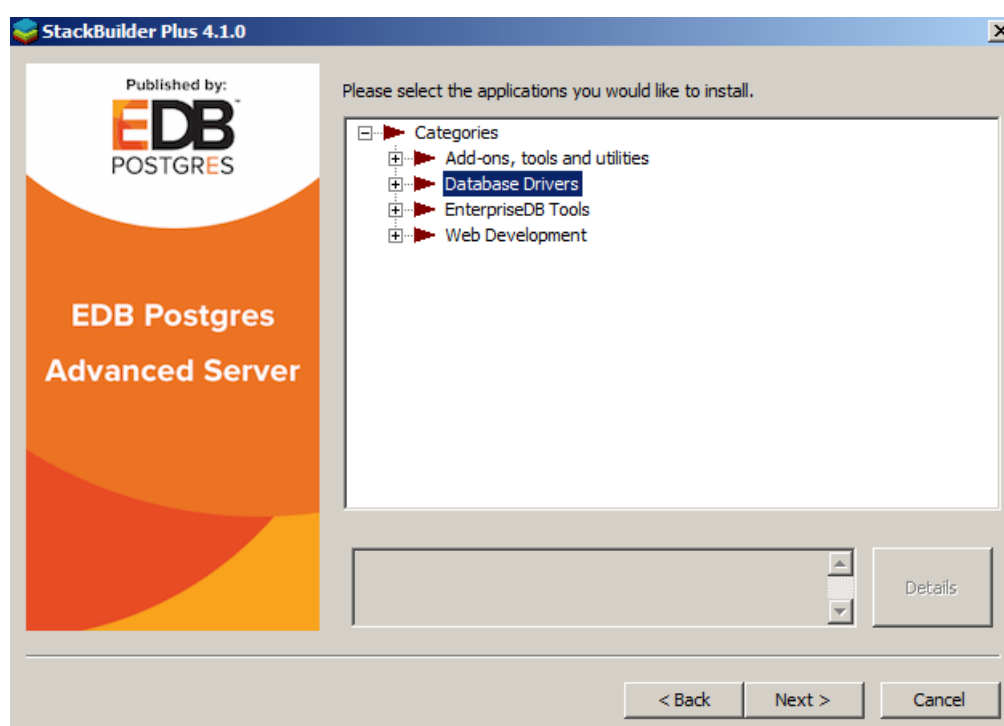 StackBuilder Plus 4.1.0
Published by:
EDB
POSTGRES
EDB Postgres
Advanced Server
Please select the applications you would like to install.
Categories
Add-ons, tools and utilities
Database Drivers
EnterpriseDB Tools
Web Development
Details
< Back
Next >
Cancel